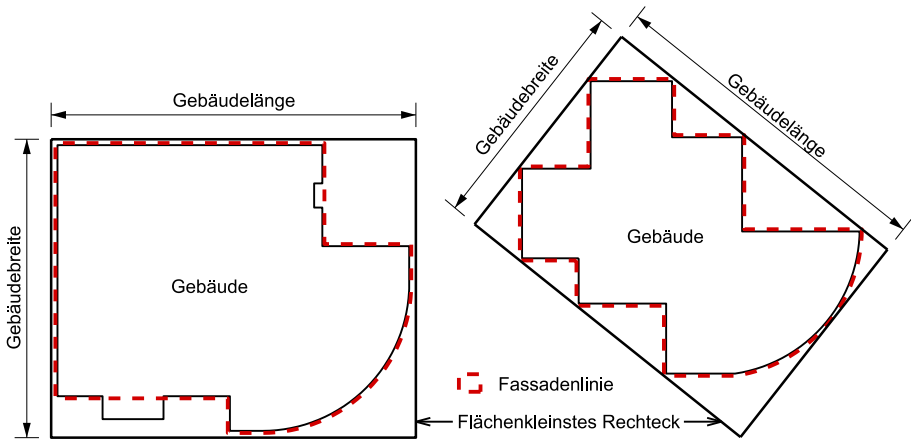 Gebäudelänge
Gebäudebreite
Gebäude
Gebäudebreite
Gebäudelänge
Gebäude
Fassadenlinie
Flächenkleinstes Rechteck